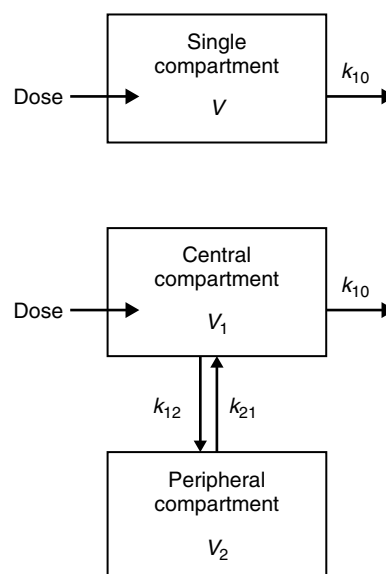 Single
compartment
V
Dose
k10
Central
compartment
V1
Dose
k10
k12
k21
Peripheral
compartment
V2